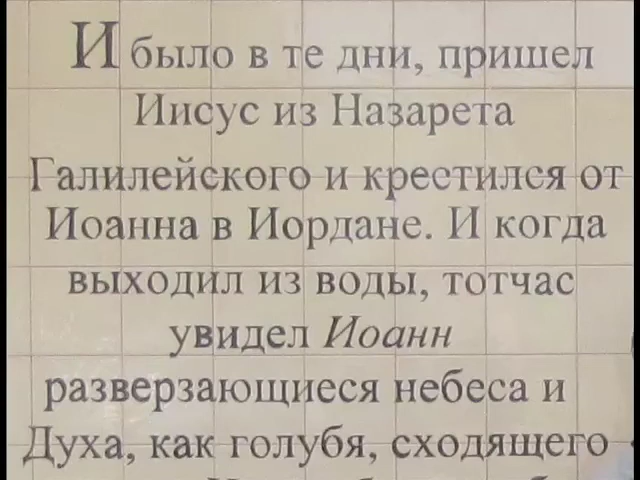 И было в те дни, пришел
Иисус из Назарета
Галилейского и крестился от
Иоанна в Иордане. И когда
выходил из воды, тотчас
увидел Иоанн
разверзающиеся небеса и
Духа, как голубя, сходящего